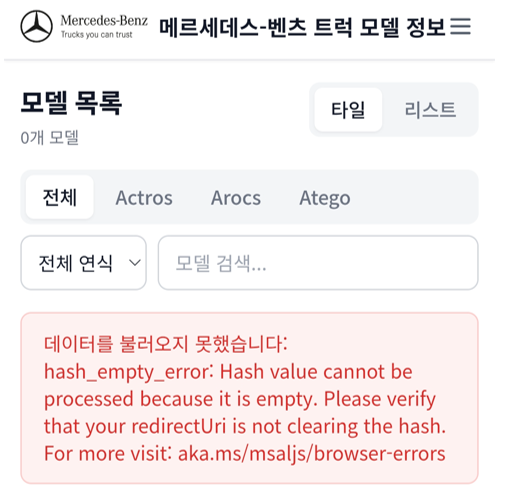 Mercedes-Benz
Trucks you can trust
메르세데스-벤츠 트럭 모델 정보
모델 목록
0개 모델
타일 리스트
전체 Actros Arocs Atego
전체 연식 모델 검색...
데이터를 불러오지 못했습니다:
hash_empty_error: Hash value cannot be
processed because it is empty. Please verify
that your redirectUri is not clearing the hash.
For more visit: aka.ms/msaljs/browser-errors